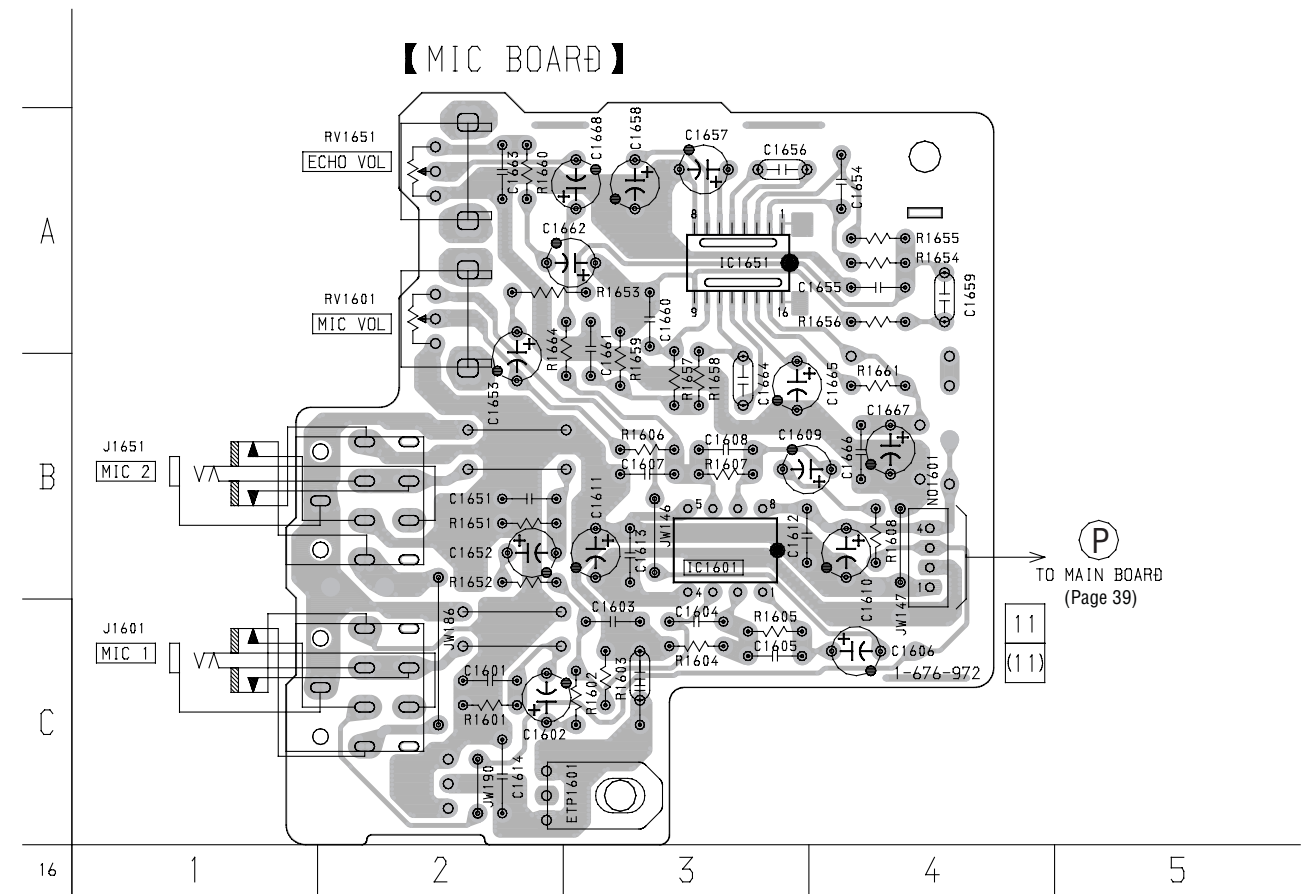 【MIC BOARD】
RV1651
ECHO VOL
C1663
R1660
C1668
C1658
C1657
C1656
C1654
A
8
1
C1662
IC1651
R1655
R1654
C1655
C1659
RV1601
MIC VOL
R1653
C1660
9
16
R1656
C1653
R1664
C1661
R1659
R1657
R1658
C1664
C1665
R1661
C1667
J1651
MIC 2
B
R1606
C1608
C1609
C1607
R1607
C1666
NO1601
C1651
C1611
R1651
JW146
5
8
C1612
R1608
4
C1652
C1613
IC1601
P
R1652
4
1
C1610
JW147
1
TO MAIN BOARD
(Page 39)
JW186
C1603
C1604
R1605
11
J1601
MIC 1
R1604
C1605
C1606
(11)
C1601
R1602
R1603
1-676-972
C
R1601
C1602
JW190
C1614
ETP1601
16
1
2
3
4
5